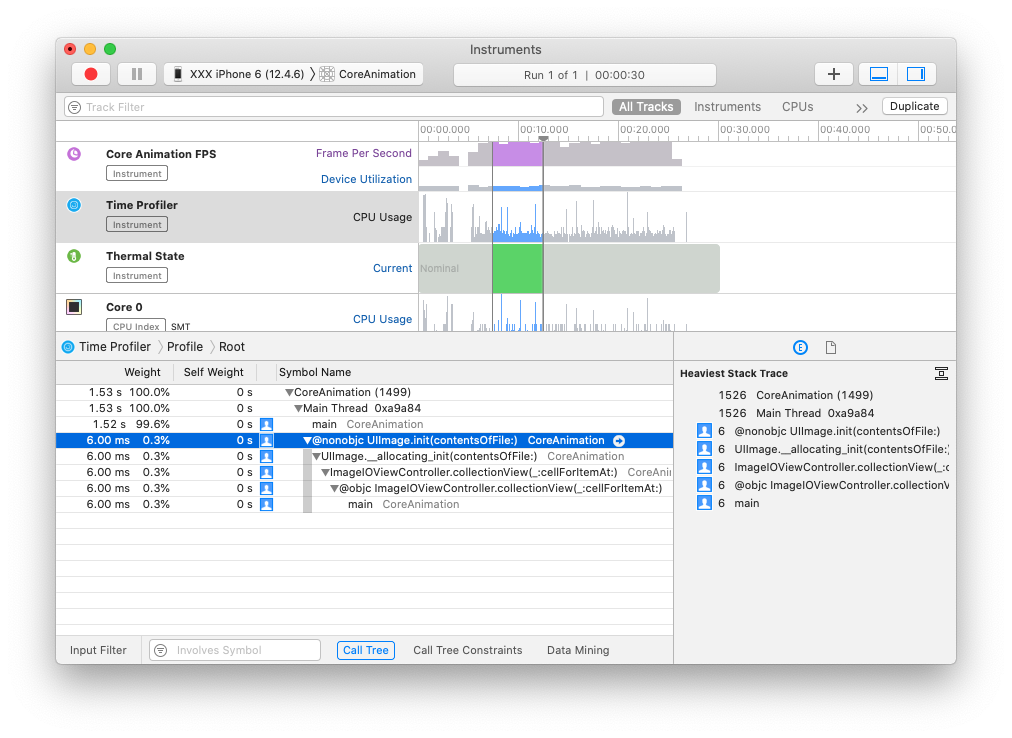 Instruments
XXX iPhone 6 (12.4.6) 〉 CoreAnimation
Run 1 of 1 | 00:00:30
Track Filter
All Tracks Instruments CPUs Duplicate
00:00.000 00:10.000 00:20.000 00:30.000 00:40.000 00:50.0
Core Animation FPS Frame Per Second
Instrument
Device Utilization
Time Profiler
CPU Usage
Instrument
Thermal State
Current Nominal
Instrument
Core 0
CPU Usage
CPU Index SMT
Time Profiler 〉 Profile 〉 Root
Weight Self Weight Symbol Name
1.53 s 100.0% 0 s ▼CoreAnimation (1499)
1.53 s 100.0% 0 s ▼Main Thread 0xa9a84
1.52 s 99.6% 0 s main CoreAnimation
6.00 ms 0.3% 0 s ▼@nonobjc UIImage.init(contentsOfFile:) CoreAnimation
6.00 ms 0.3% 0 s ▼UIImage.__allocating_init(contentsOfFile:) CoreAnimation
6.00 ms 0.3% 0 s ▼ImageIOViewController.collectionView(_:cellForItemAt:) CoreAni
6.00 ms 0.3% 0 s ▼@objc ImageIOViewController.collectionView(_:cellForItemAt:)
6.00 ms 0.3% 0 s main CoreAnimation
Heaviest Stack Trace
1526 CoreAnimation (1499)
1526 Main Thread 0xa9a84
6 @nonobjc UIImage.init(contentsOfFile:)
6 UIImage.__allocating_init(contentsOfFile:
6 ImageIOViewController.collectionView(_:c
6 @objc ImageIOViewController.collectionV
6 main
Input Filter Involves Symbol Call Tree Call Tree Constraints Data Mining